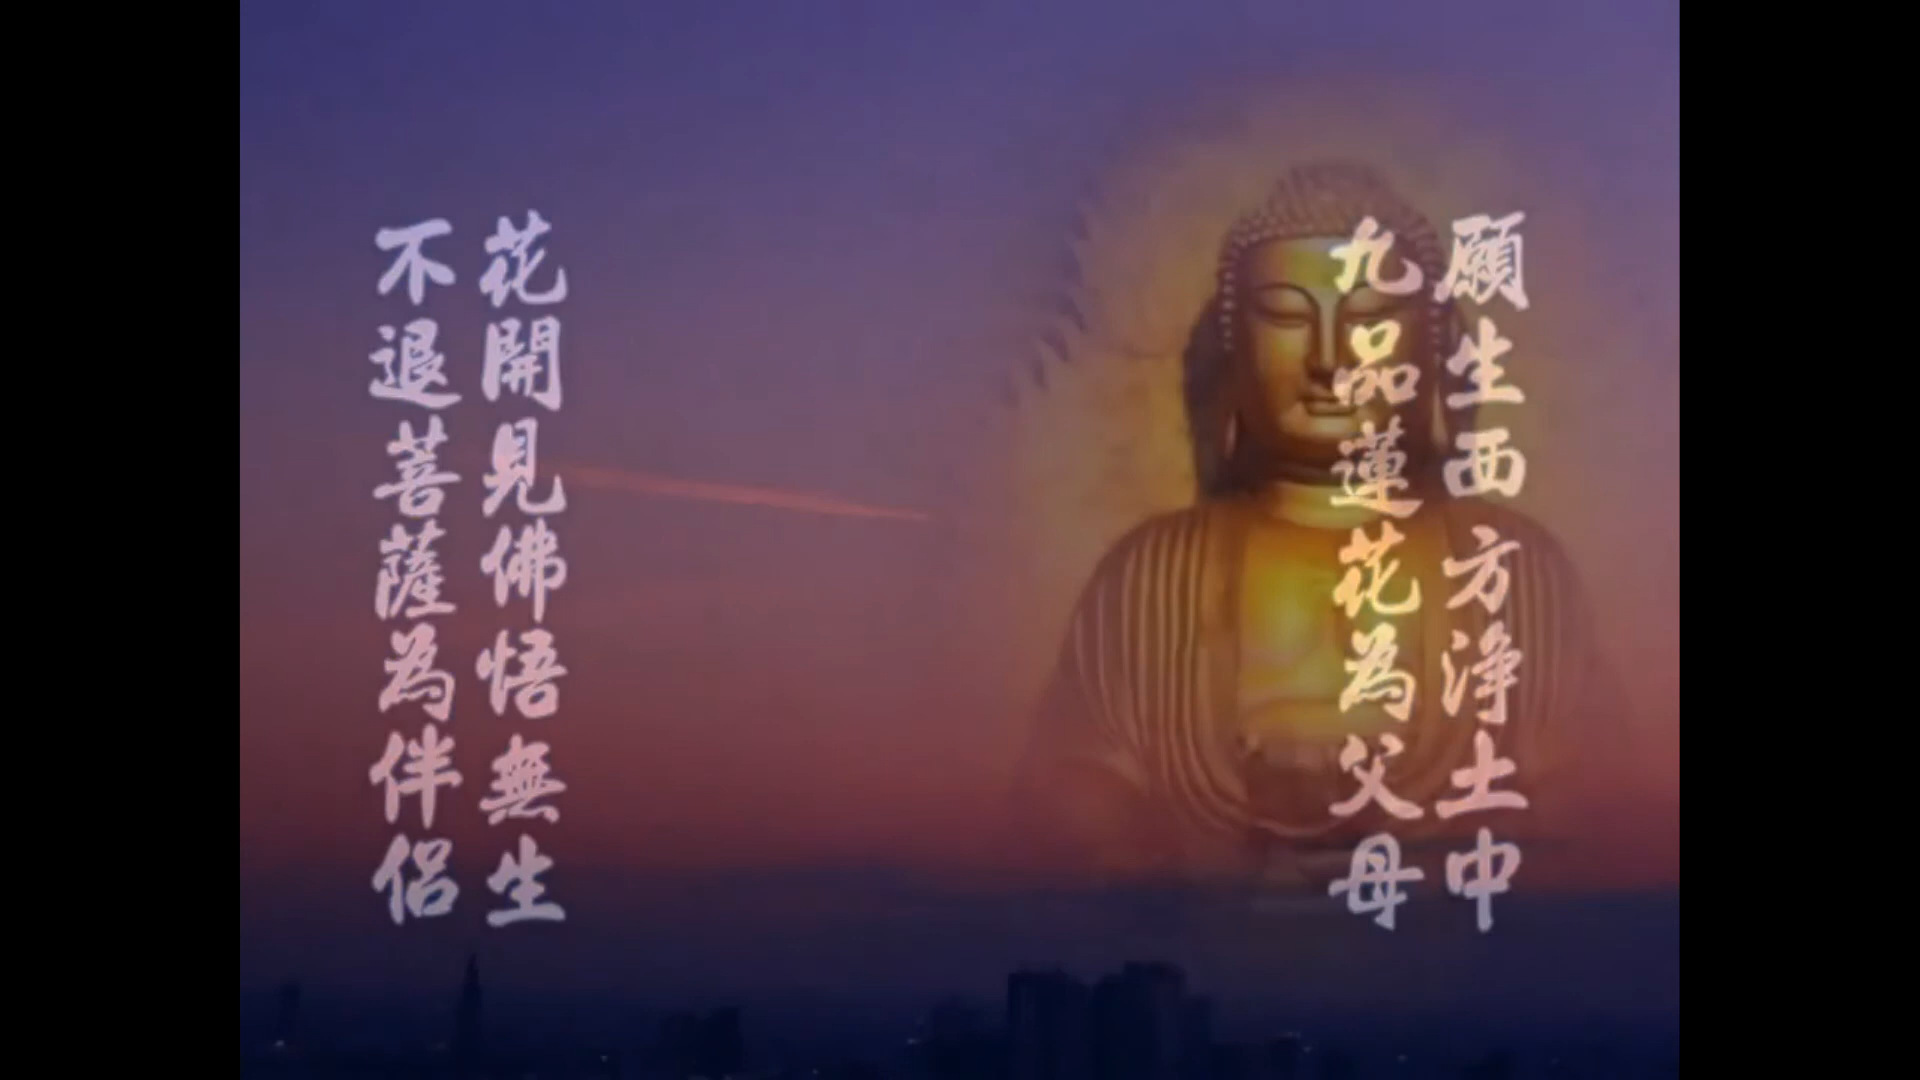 願生西方淨土中
九品蓮花為父母
花開見佛悟無生
不退菩薩為伴侶